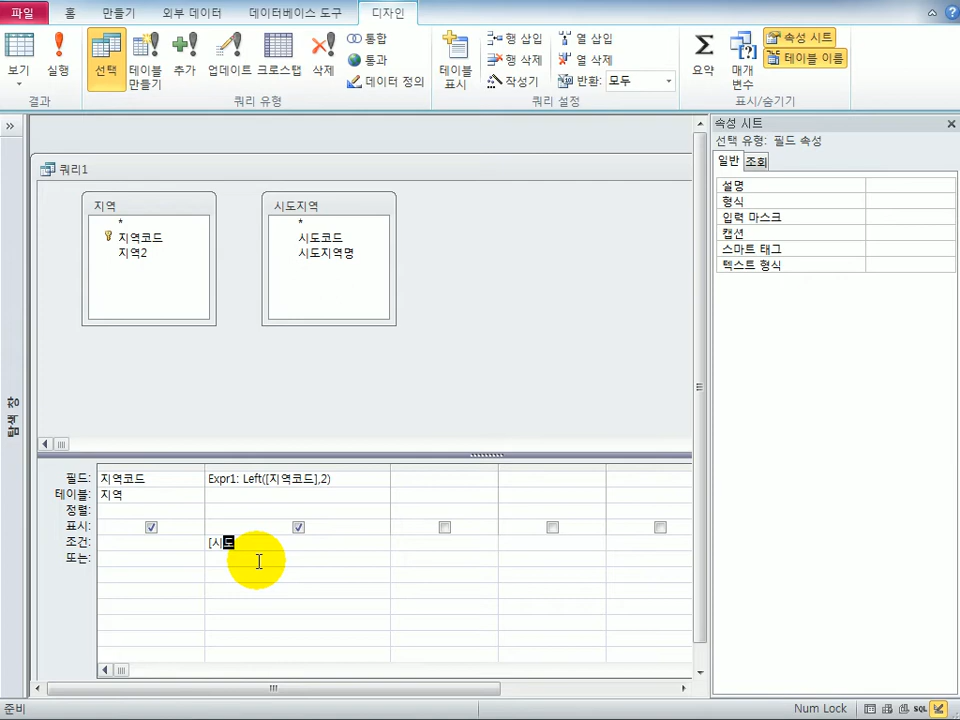 파일 홈 만들기 외부 데이터 데이터베이스 도구 디자인
보기 실행 선택 테이블 만들기 추가 업데이트 크로스탭 삭제
통합
통과
데이터 정의
테이블 표시
행 삽입
행 삭제
작성기
열 삽입
열 삭제
반환: 모두
요약 매개 변수
속성 시트
테이블 이름
결과 쿼리 유형 쿼리 설정 표시/숨기기
»
탐색 창
쿼리1
지역
*
지역코드
지역2
시도지역
*
시도코드
시도지역명
속성 시트
선택 유형: 필드 속성
일반 조회
설명
형식
입력 마스크
캡션
스마트 태그
텍스트 형식
필드: 지역코드 Expr1: Left([지역코드],2)
테이블: 지역
정렬:
표시:
조건: [시도
또는:
준비 Num Lock SQL